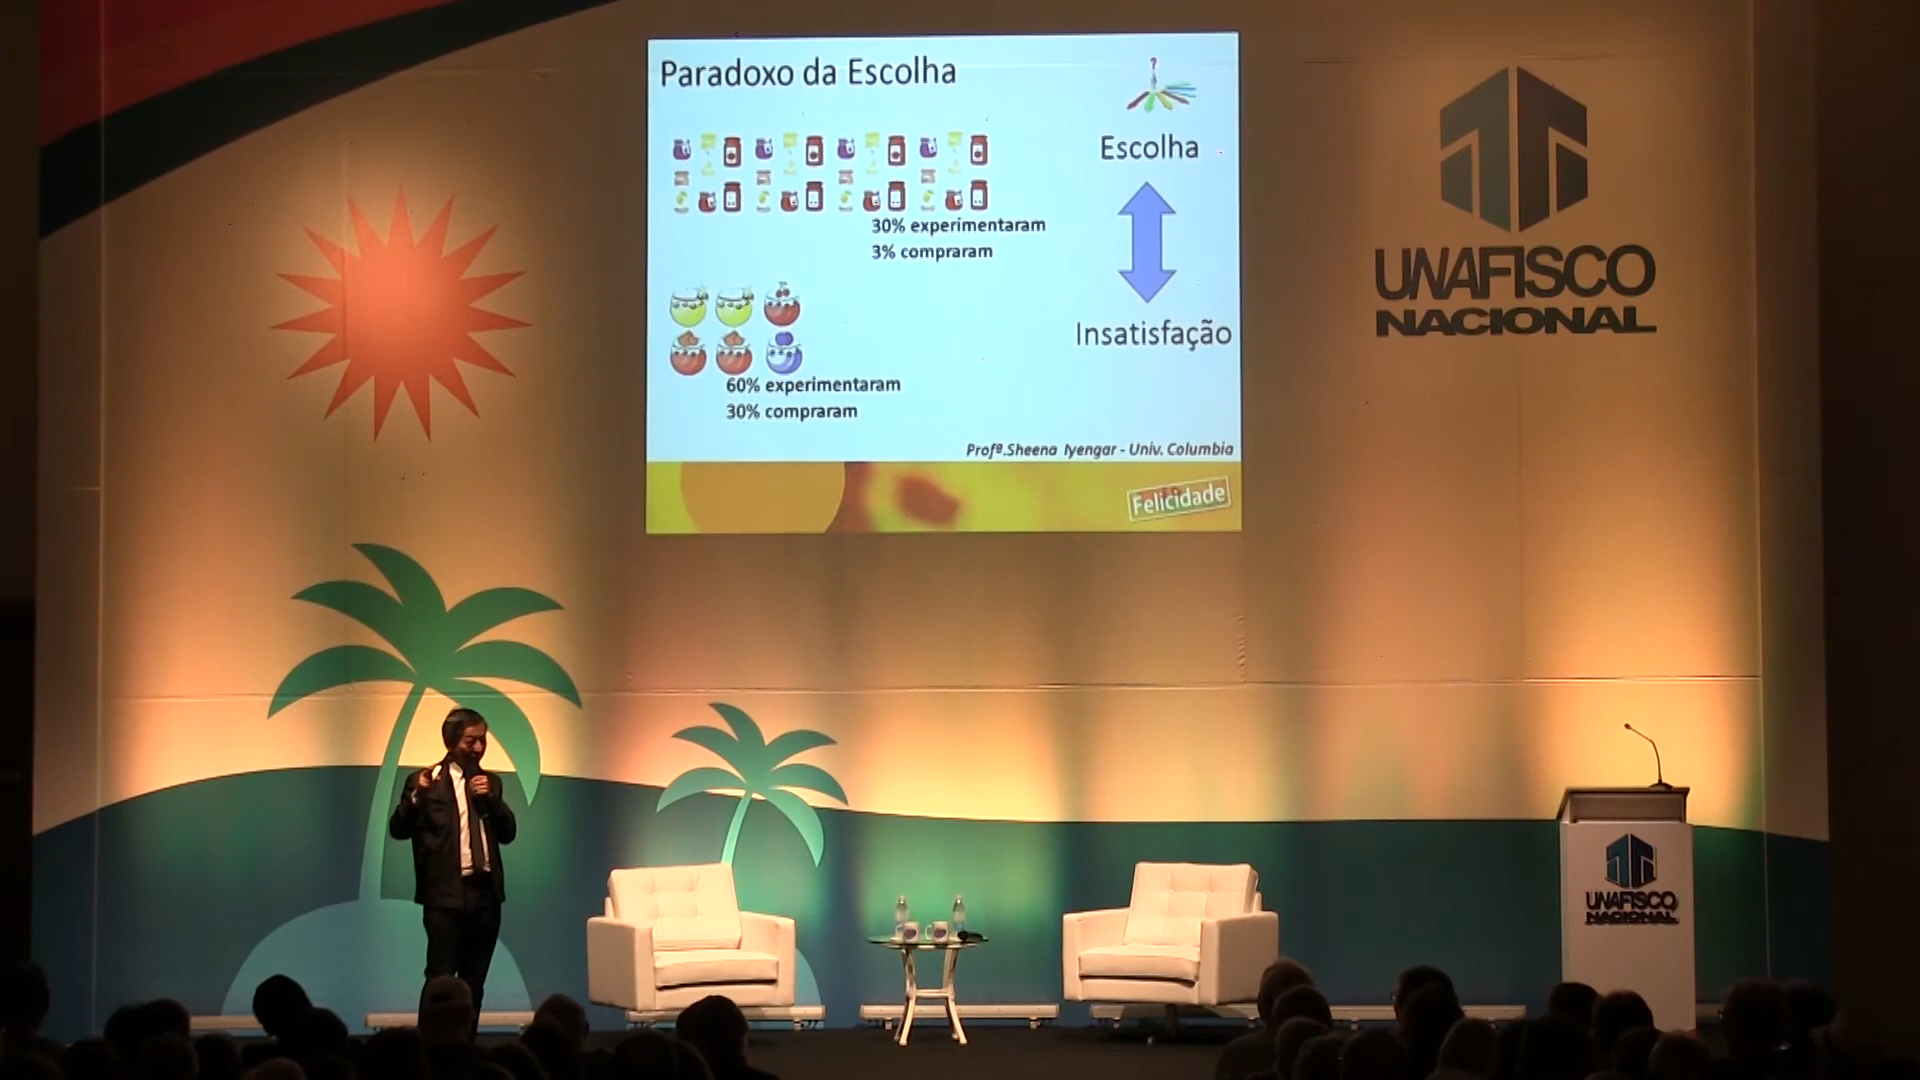 Paradoxo da Escolha
?
Escolha
30% experimentaram
3% compraram
Insatisfação
60% experimentaram
30% compraram
Profª.Sheena Iyengar - Univ. Columbia
Felicidade
UNAFISCO
NACIONAL
UNAFISCO
NACIONAL